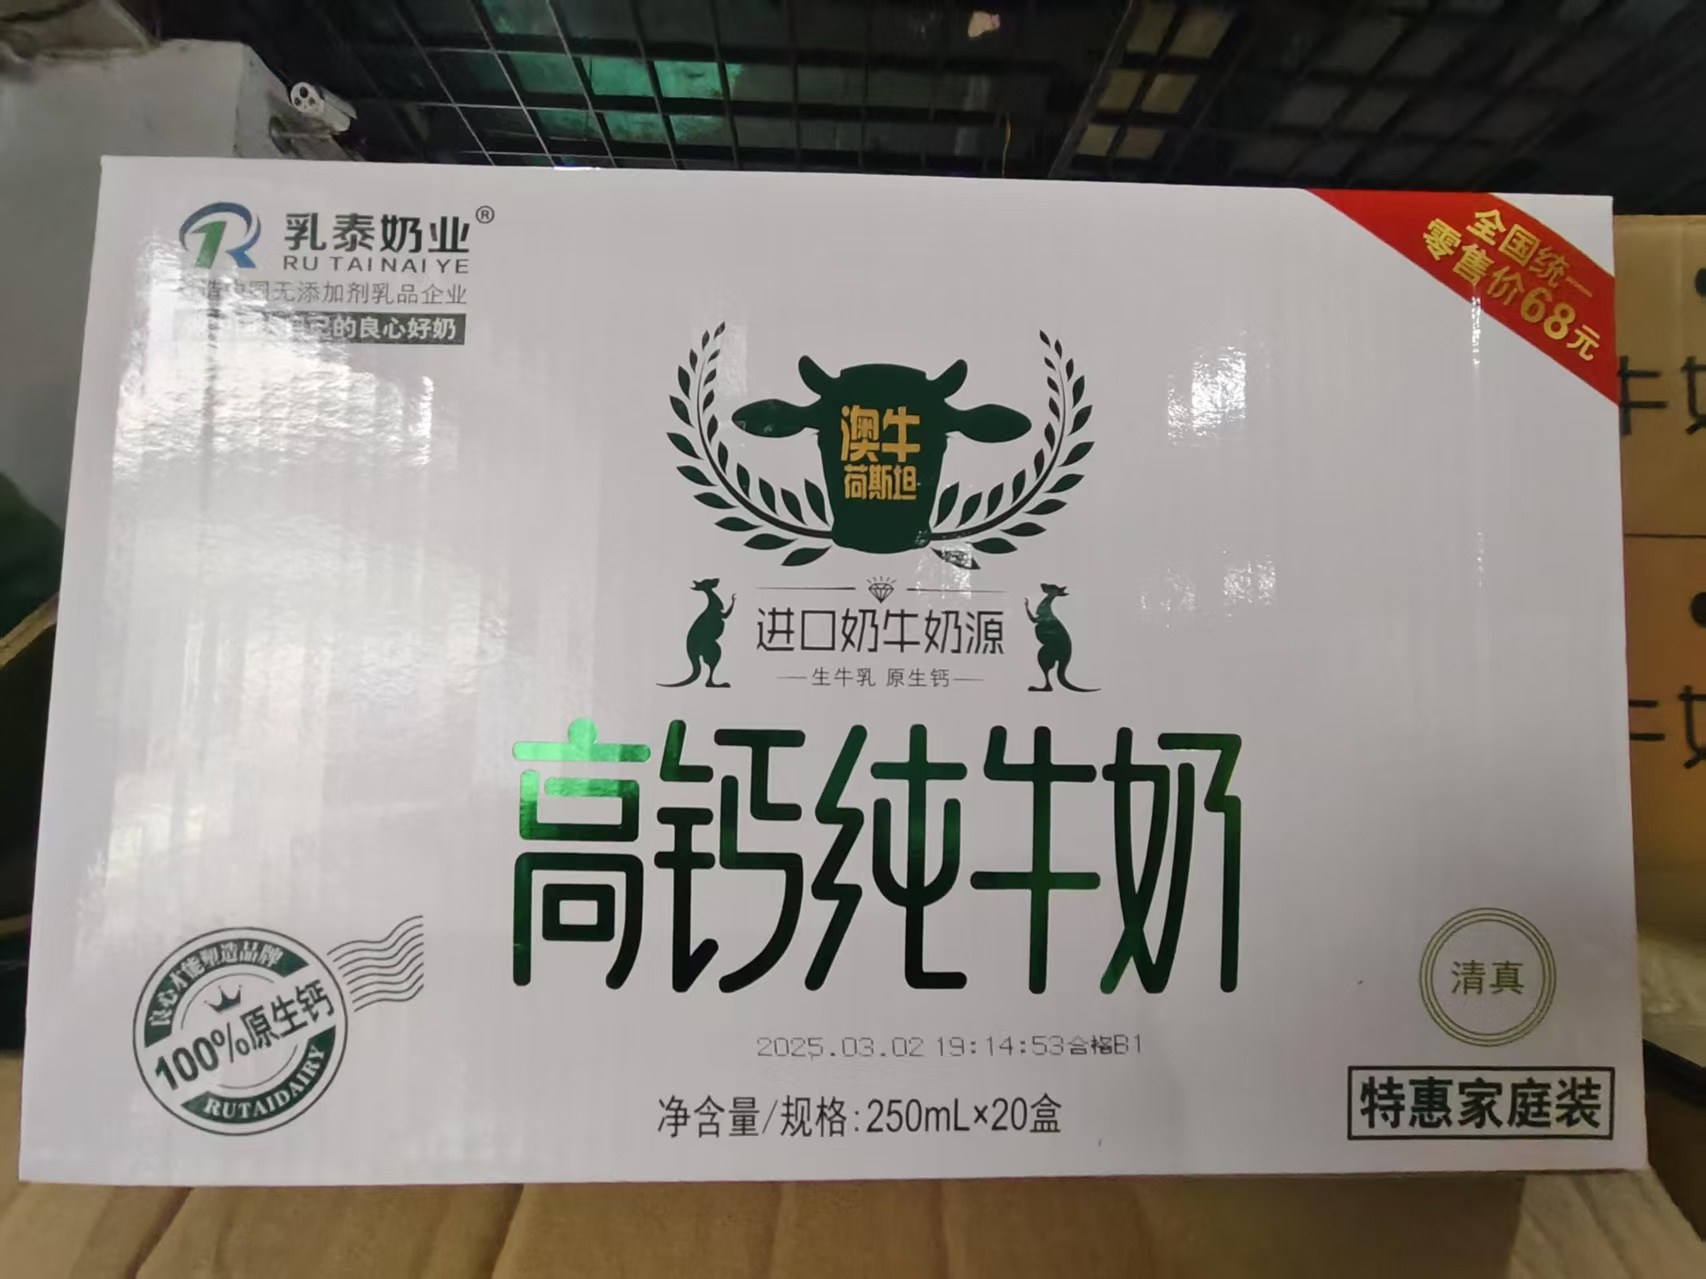 乳泰奶业®
RU TAI NAI YE
无添加剂乳品企业
的良心好奶
全国统一
零售价68元
澳牛
荷斯坦
进口奶牛奶源
生牛乳 原生钙
高钙纯牛奶
良心才能塑造品牌
100%原生钙
RUTAIDAIRY
清真
2025.03.02 19:14:53合格B1
净含量/规格:250mL×20盒
特惠家庭装